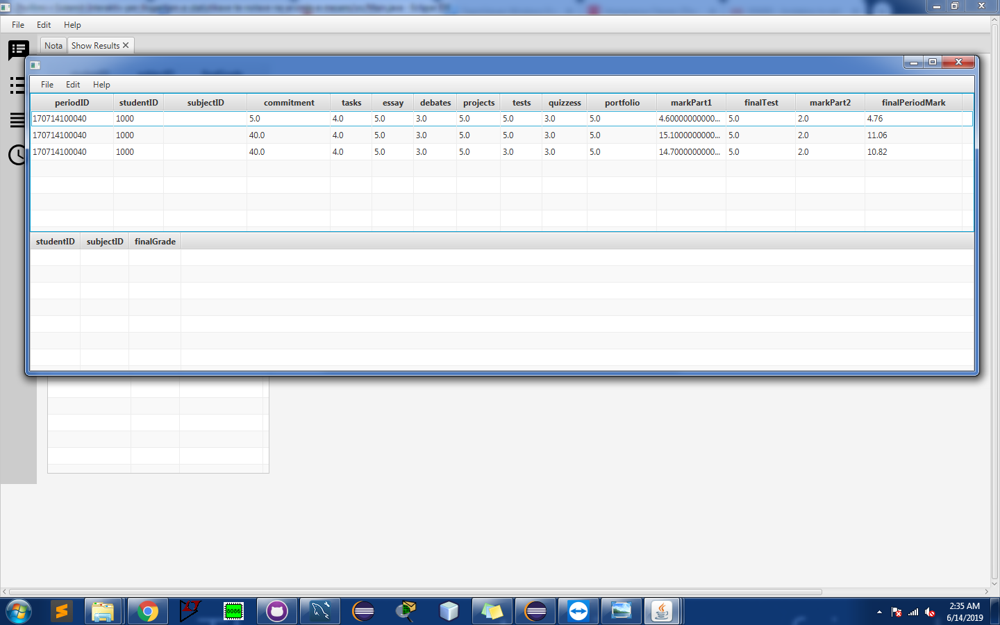 File Edit Help
Nota Show Results
File Edit Help
periodID studentID subjectID commitment tasks essay debates projects tests quizzess portfolio markPart1 finalTest markPart2 finalPeriodMark
170714100040 1000 5.0 4.0 5.0 3.0 5.0 5.0 3.0 5.0 4.60000000000... 5.0 2.0 4.76
170714100040 1000 40.0 4.0 5.0 3.0 5.0 5.0 3.0 5.0 15.1000000000... 5.0 2.0 11.06
170714100040 1000 40.0 4.0 5.0 3.0 5.0 3.0 3.0 5.0 14.7000000000... 5.0 2.0 10.82
studentID subjectID finalGrade
8086
2:35 AM
6/14/2019